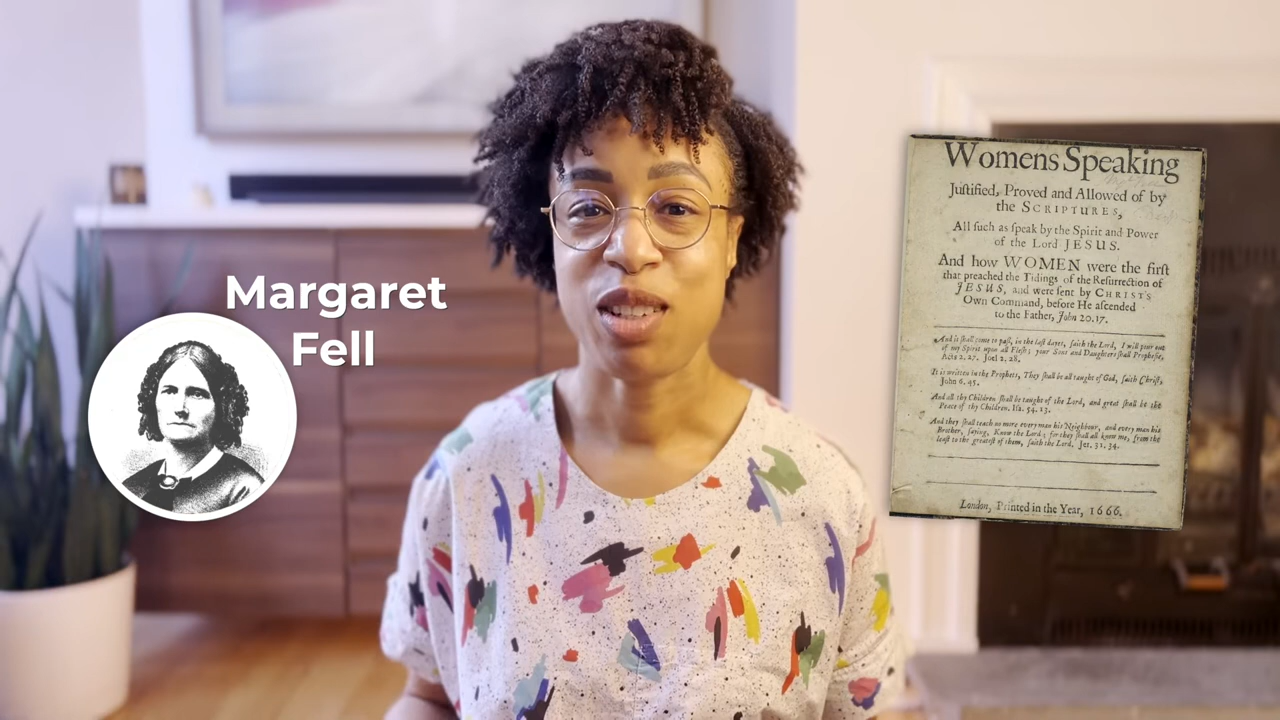 Margaret
Fell
Womens Speaking
Justified, Proved and Allowed of by
the SCRIPTURES,
All such as speak by the Spirit and Power
of the Lord JESUS.
And how WOMEN were the first
that preached the Tidings of the Resurrection of
JESUS, and were sent by CHRIST'S
Own Command, before He ascended
to the Father, John 20.17.
And it shall come to pass, in the last dayes, saith the Lord, I will pour out
of my Spirit upon all Flesh; your Sons and Daughters shall Prophesie,
Acts 2. 27. Joel 2. 28.
It is written in the Prophets, They shall be all taught of God, saith Christ,
John 6. 45.
And all thy Children shall be taught of the Lord, and great shall be the
Peace of thy Children. Isa. 54. 13.
And they shall teach no more every man his Neighbour, and every man his
Brother, saying, Know the Lord; for they shall all know me, from the
least to the greatest of them, saith the Lord. Jer. 31. 34.
London, Printed in the Year, 1666.